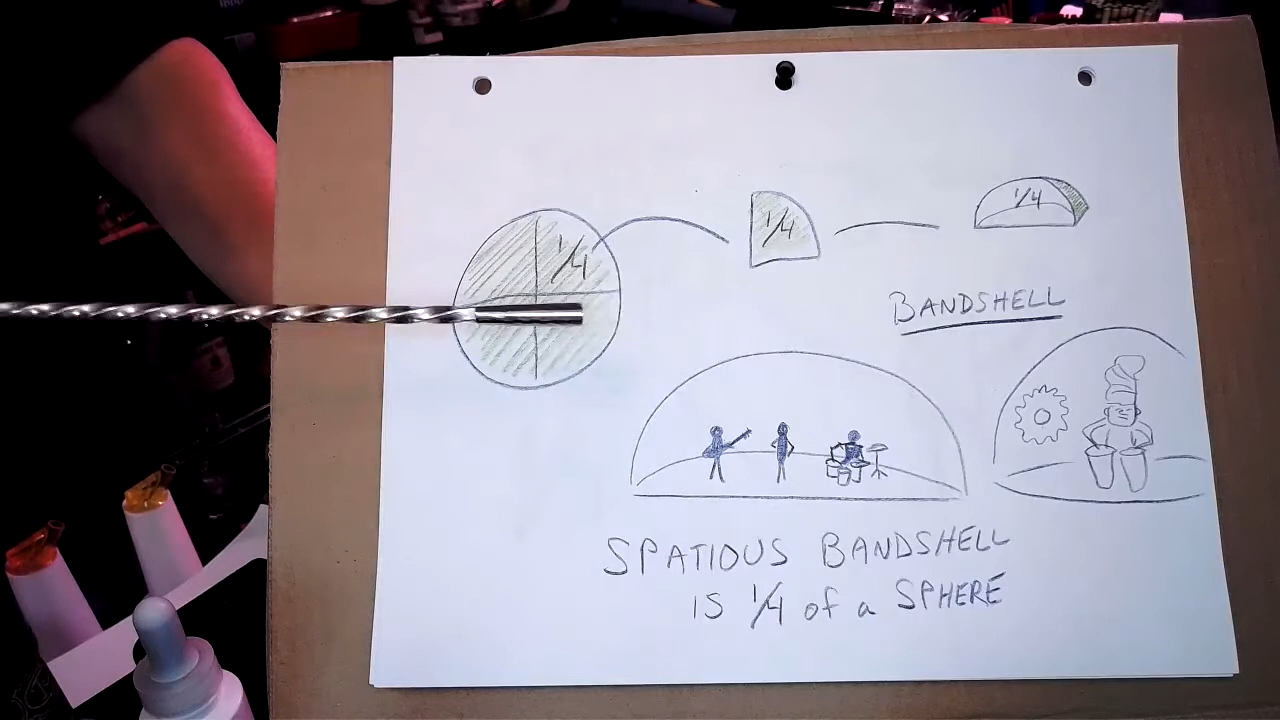 1/4
1/4
1/4
BANDSHELL
SPATIOUS BANDSHELL
IS 1/4 of a SPHERE